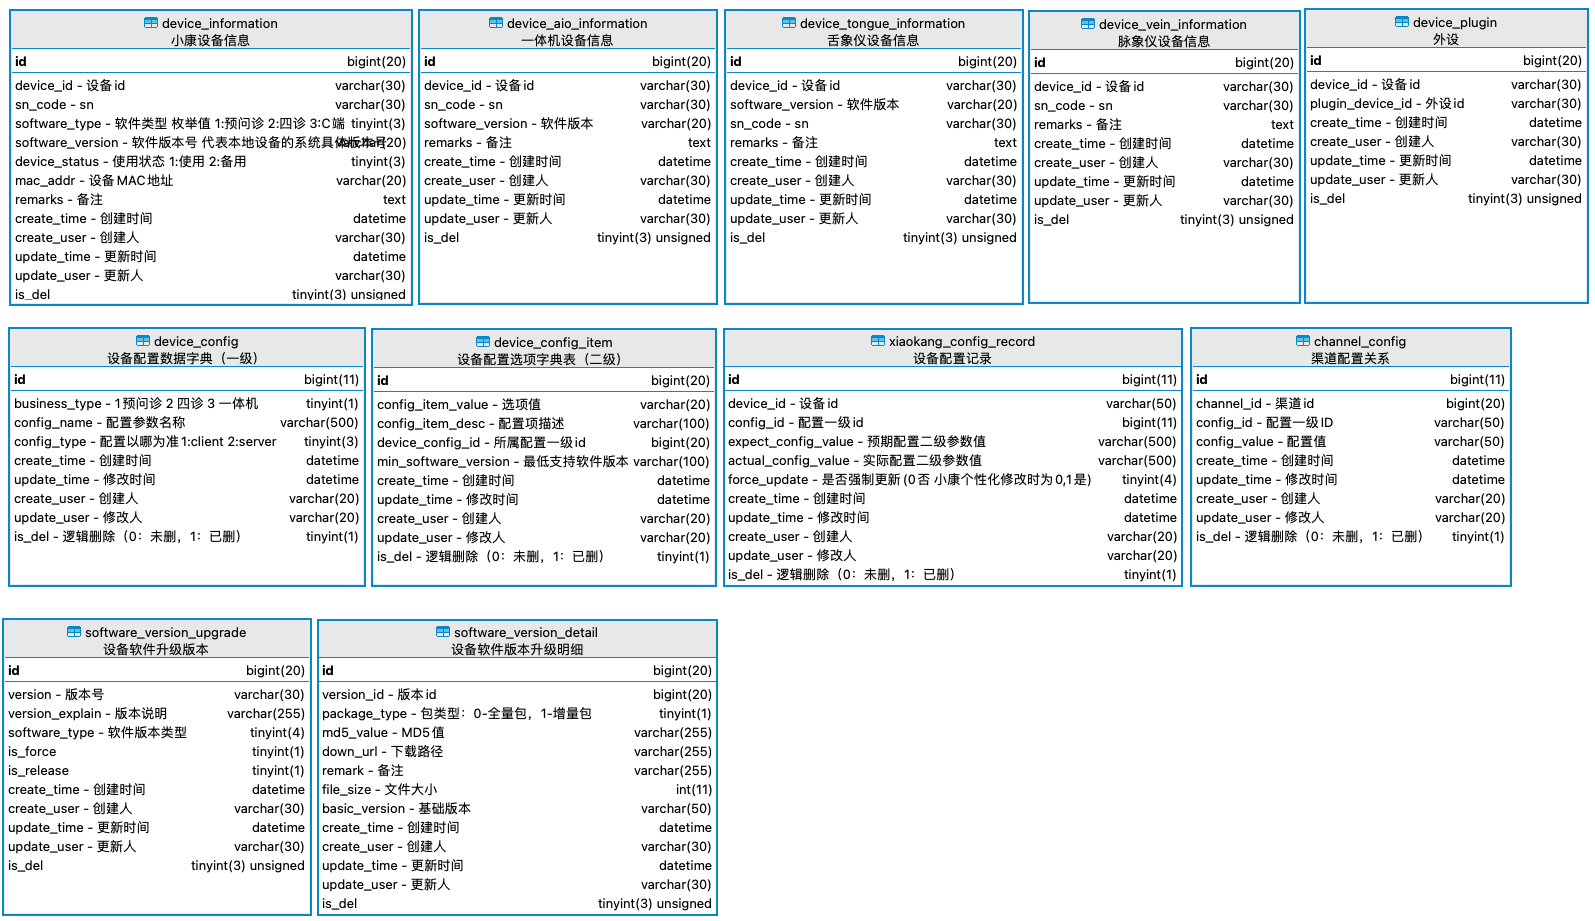 device_information
小康设备信息
id bigint(20)
device_id - 设备id varchar(30)
sn_code - sn varchar(30)
software_type - 软件类型 枚举值 1:预问诊 2:四诊 3:C端 tinyint(3)
software_version - 软件版本号 代表本地设备的系统具体版本号 varchar(20)
device_status - 使用状态 1:使用 2:备用 tinyint(3)
mac_addr - 设备MAC地址 varchar(20)
remarks - 备注 text
create_time - 创建时间 datetime
create_user - 创建人 varchar(30)
update_time - 更新时间 datetime
update_user - 更新人 varchar(30)
is_del tinyint(3) unsigned
device_aio_information
一体机设备信息
id bigint(20)
device_id - 设备id varchar(30)
sn_code - sn varchar(30)
software_version - 软件版本 varchar(20)
remarks - 备注 text
create_time - 创建时间 datetime
create_user - 创建人 varchar(30)
update_time - 更新时间 datetime
update_user - 更新人 varchar(30)
is_del tinyint(3) unsigned
device_tongue_information
舌象仪设备信息
id bigint(20)
device_id - 设备id varchar(30)
software_version - 软件版本 varchar(20)
sn_code - sn varchar(30)
remarks - 备注 text
create_time - 创建时间 datetime
create_user - 创建人 varchar(30)
update_time - 更新时间 datetime
update_user - 更新人 varchar(30)
is_del tinyint(3) unsigned
device_vein_information
脉象仪设备信息
id bigint(20)
device_id - 设备id varchar(30)
sn_code - sn varchar(30)
remarks - 备注 text
create_time - 创建时间 datetime
create_user - 创建人 varchar(30)
update_time - 更新时间 datetime
update_user - 更新人 varchar(30)
is_del tinyint(3) unsigned
device_plugin
外设
id bigint(20)
device_id - 设备id varchar(30)
plugin_device_id - 外设id varchar(30)
create_time - 创建时间 datetime
create_user - 创建人 varchar(30)
update_time - 更新时间 datetime
update_user - 更新人 varchar(30)
is_del tinyint(3) unsigned
device_config
设备配置数据字典（一级）
id bigint(11)
business_type - 1预问诊 2 四诊 3 一体机 tinyint(1)
config_name - 配置参数名称 varchar(500)
config_type - 配置以哪为准1:client 2:server tinyint(3)
create_time - 创建时间 datetime
update_time - 修改时间 datetime
create_user - 创建人 varchar(20)
update_user - 修改人 varchar(20)
is_del - 逻辑删除（0：未删，1：已删） tinyint(1)
device_config_item
设备配置选项字典表（二级）
id bigint(20)
config_item_value - 选项值 varchar(20)
config_item_desc - 配置项描述 varchar(100)
device_config_id - 所属配置一级id bigint(20)
min_software_version - 最低支持软件版本 varchar(100)
create_time - 创建时间 datetime
update_time - 修改时间 datetime
create_user - 创建人 varchar(20)
update_user - 修改人 varchar(20)
is_del - 逻辑删除（0：未删，1：已删） tinyint(1)
xiaokang_config_record
设备配置记录
id bigint(11)
device_id - 设备id varchar(50)
config_id - 配置一级id bigint(11)
expect_config_value - 预期配置二级参数值 varchar(500)
actual_config_value - 实际配置二级参数值 varchar(500)
force_update - 是否强制更新(0否 小康个性化修改时为0,1是) tinyint(4)
create_time - 创建时间 datetime
update_time - 修改时间 datetime
create_user - 创建人 varchar(20)
update_user - 修改人 varchar(20)
is_del - 逻辑删除（0：未删，1：已删） tinyint(1)
channel_config
渠道配置关系
id bigint(11)
channel_id - 渠道id bigint(20)
config_id - 配置一级ID varchar(50)
config_value - 配置值 varchar(50)
create_time - 创建时间 datetime
update_time - 修改时间 datetime
create_user - 创建人 varchar(20)
update_user - 修改人 varchar(20)
is_del - 逻辑删除（0：未删，1：已删） tinyint(1)
software_version_upgrade
设备软件升级版本
id bigint(20)
version - 版本号 varchar(30)
version_explain - 版本说明 varchar(255)
software_type - 软件版本类型 tinyint(4)
is_force tinyint(1)
is_release tinyint(1)
create_time - 创建时间 datetime
create_user - 创建人 varchar(30)
update_time - 更新时间 datetime
update_user - 更新人 varchar(30)
is_del tinyint(3) unsigned
software_version_detail
设备软件版本升级明细
id bigint(20)
version_id - 版本id bigint(20)
package_type - 包类型：0-全量包，1-增量包 tinyint(1)
md5_value - MD5值 varchar(255)
down_url - 下载路径 varchar(255)
remark - 备注 varchar(255)
file_size - 文件大小 int(11)
basic_version - 基础版本 varchar(50)
create_time - 创建时间 datetime
create_user - 创建人 varchar(30)
update_time - 更新时间 datetime
update_user - 更新人 varchar(30)
is_del tinyint(3) unsigned